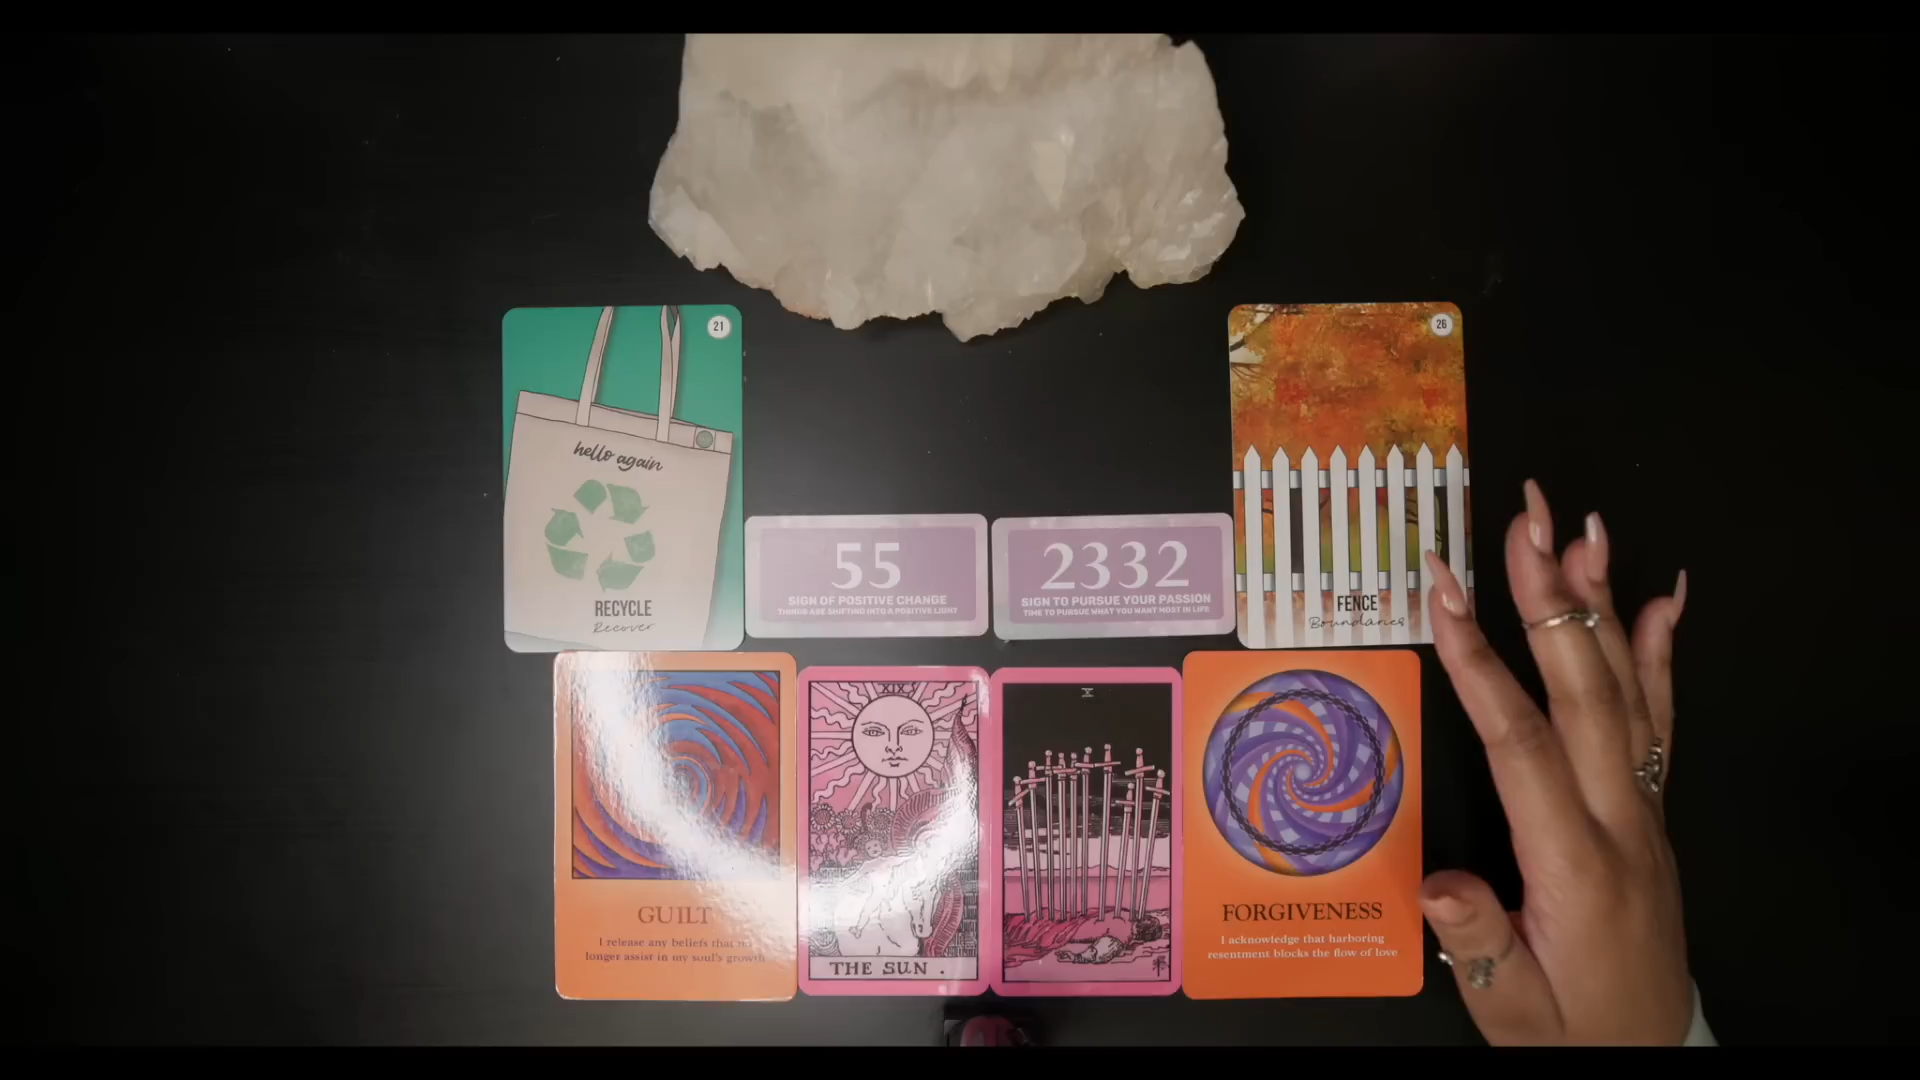 21
hello again
RECYCLE
Recover
55
SIGN OF POSITIVE CHANGE
THINGS ARE SHIFTING INTO A POSITIVE LIGHT
2332
SIGN TO PURSUE YOUR PASSION
TIME TO PURSUE WHAT YOU WANT MOST IN LIFE
26
FENCE
Boundaries
GUILT
I release any beliefs that no
longer assist in my soul's growth
XIX
THE SUN .
X
FORGIVENESS
I acknowledge that harboring
resentment blocks the flow of love